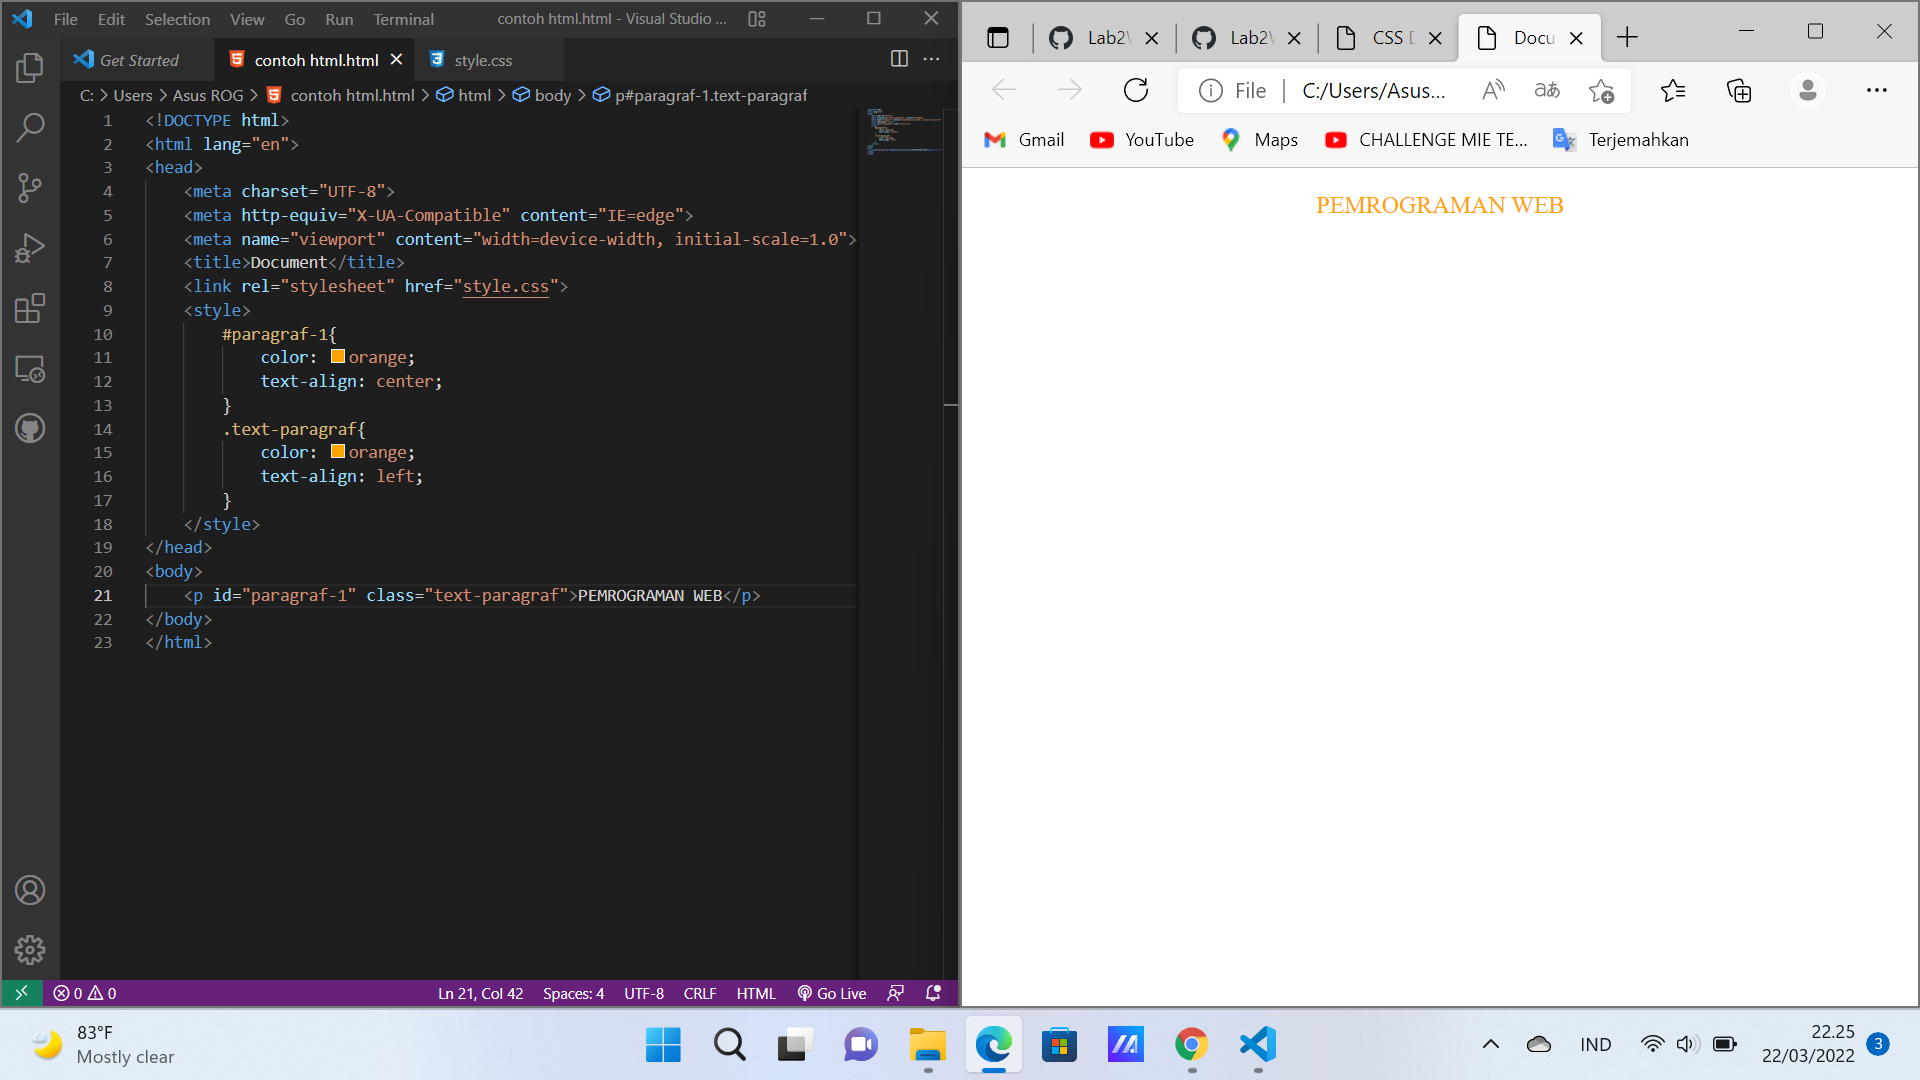 File Edit Selection View Go Run Terminal contoh html.html - Visual Studio ...
Get Started contoh html.html style.css
C: > Users > Asus ROG > contoh html.html > html > body > p#paragraf-1.text-paragraf
1 <!DOCTYPE html>
2 <html lang="en">
3 <head>
4 <meta charset="UTF-8">
5 <meta http-equiv="X-UA-Compatible" content="IE=edge">
6 <meta name="viewport" content="width=device-width, initial-scale=1.0">
7 <title>Document</title>
8 <link rel="stylesheet" href="style.css">
9 <style>
10 #paragraf-1{
11 color: orange;
12 text-align: center;
13 }
14 .text-paragraf{
15 color: orange;
16 text-align: left;
17 }
18 </style>
19 </head>
20 <body>
21 <p id="paragraf-1" class="text-paragraf">PEMROGRAMAN WEB</p>
22 </body>
23 </html>
0 0 Ln 21, Col 42 Spaces: 4 UTF-8 CRLF HTML Go Live
Lab2 Lab2 CSS Docu
File C:/Users/Asus...
Gmail YouTube Maps CHALLENGE MIE TE... Terjemahkan
PEMROGRAMAN WEB
83°F
Mostly clear
IND
22.25
22/03/2022
3